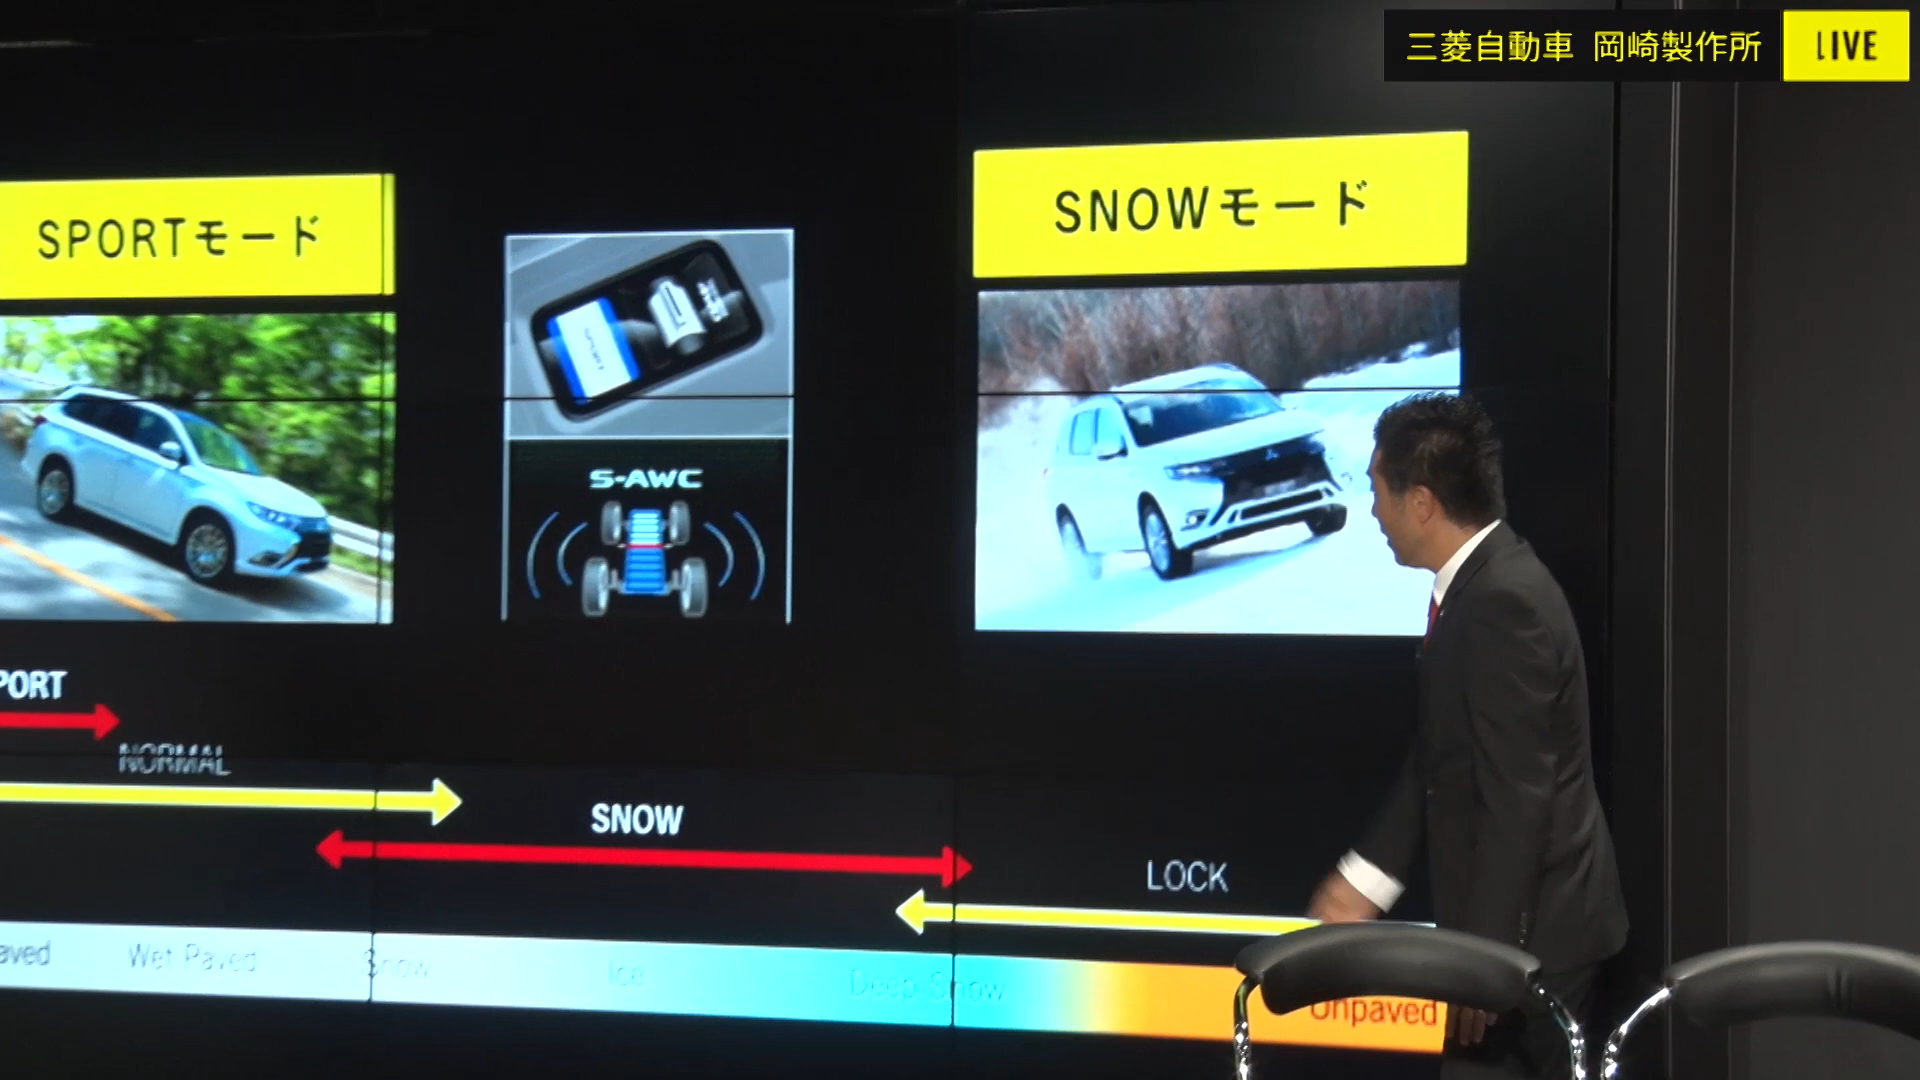 三菱自動車 岡崎製作所
LIVE
SPORTモード
SNOWモード
SPORT
S-AWC
PORT
NORMAL
SNOW
LOCK
aved
Wet Paved
Snow
Ice
Deep Snow
Unpaved